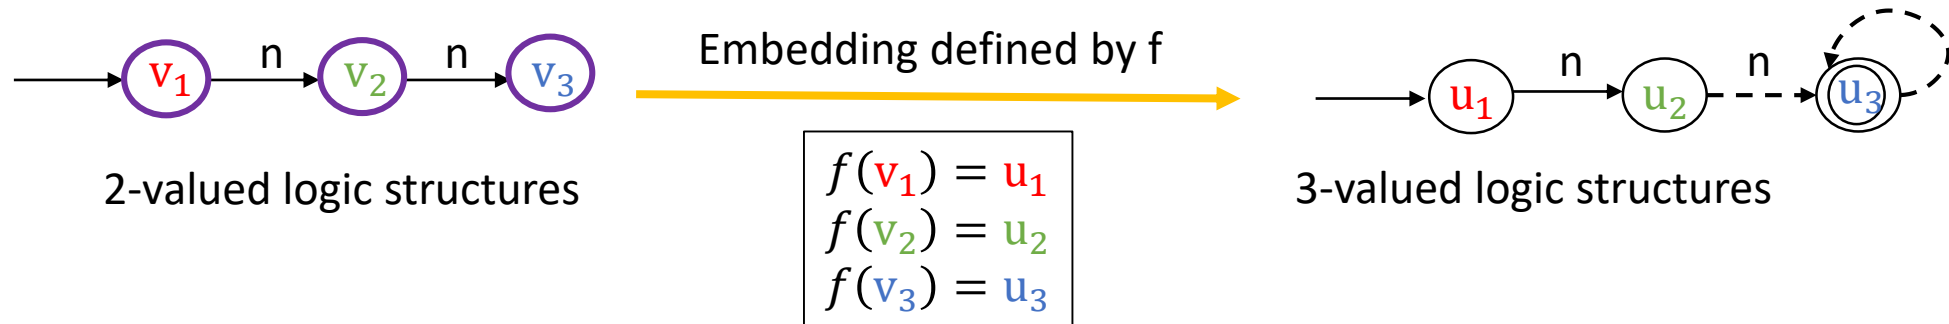 v₁ n v₂ n v₃
2-valued logic structures
Embedding defined by f
f(v₁) = u₁
f(v₂) = u₂
f(v₃) = u₃
u₁ n u₂ n u₃
3-valued logic structures